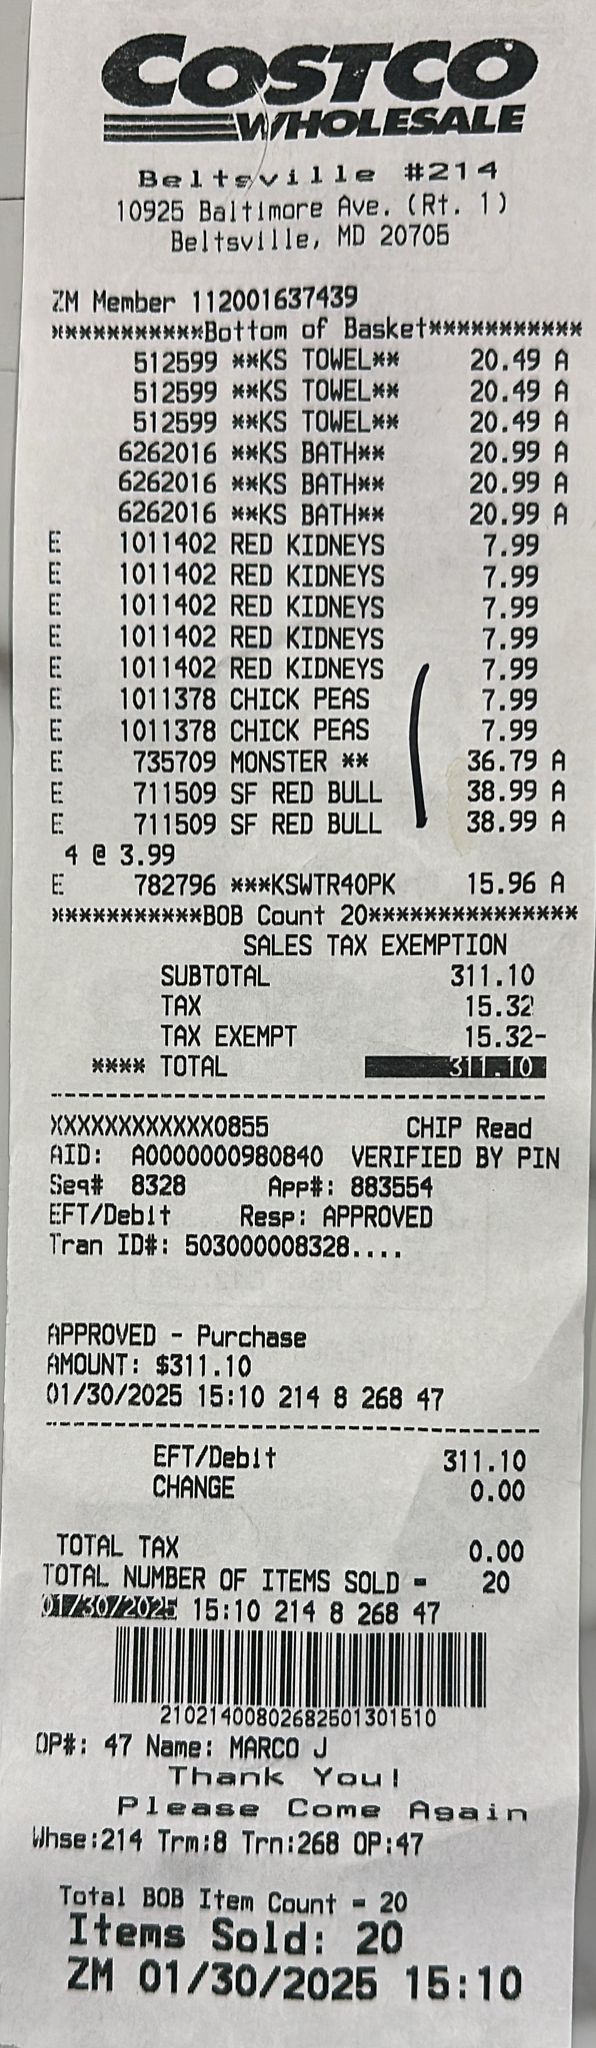 COSTCO
WHOLESALE
Beltsville #214
10925 Baltimore Ave. (Rt. 1)
Beltsville, MD 20705
ZM Member 112001637439
***********Bottom of Basket***********
512599 **KS TOWEL** 20.49 A
512599 **KS TOWEL** 20.49 A
512599 **KS TOWEL** 20.49 A
6262016 **KS BATH** 20.99 A
6262016 **KS BATH** 20.99 A
6262016 **KS BATH** 20.99 A
E 1011402 RED KIDNEYS 7.99
E 1011402 RED KIDNEYS 7.99
E 1011402 RED KIDNEYS 7.99
E 1011402 RED KIDNEYS 7.99
E 1011402 RED KIDNEYS 7.99
E 1011378 CHICK PEAS 7.99
E 1011378 CHICK PEAS 7.99
E 735709 MONSTER ** 36.79 A
E 711509 SF RED BULL 38.99 A
E 711509 SF RED BULL 38.99 A
4 @ 3.99
E 782796 ***KSWTR40PK 15.96 A
***********BOB Count 20***************
SALES TAX EXEMPTION
SUBTOTAL 311.10
TAX 15.32
TAX EXEMPT 15.32-
**** TOTAL 311.10
XXXXXXXXXXXX0855 CHIP Read
AID: A0000000980840 VERIFIED BY PIN
Seq# 8328 App#: 883554
EFT/Debit Resp: APPROVED
Tran ID#: 503000008328....
APPROVED - Purchase
AMOUNT: $311.10
01/30/2025 15:10 214 8 268 47
EFT/Debit 311.10
CHANGE 0.00
TOTAL TAX 0.00
TOTAL NUMBER OF ITEMS SOLD = 20
01/30/2025 15:10 214 8 268 47
21021400802682501301510
OP#: 47 Name: MARCO J
Thank You!
Please Come Again
Whse:214 Trm:8 Trn:268 OP:47
Total BOB Item Count = 20
Items Sold: 20
ZM 01/30/2025 15:10